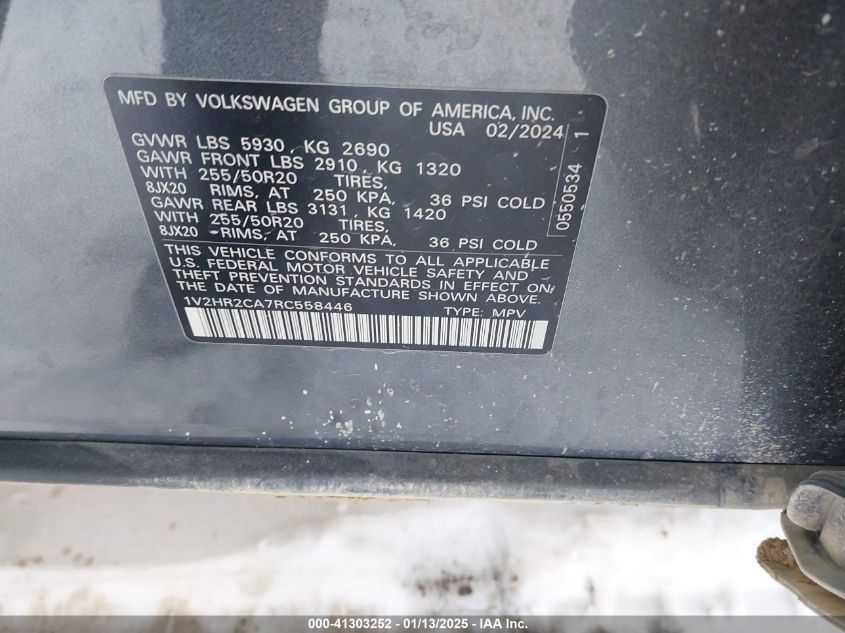 MFD BY VOLKSWAGEN GROUP OF AMERICA, INC.
USA 02/2024
GVWR LBS 5930, KG 2690
GAWR FRONT LBS 2910, KG 1320
WITH 255/50R20 TIRES,
8JX20 RIMS, AT 250 KPA, 36 PSI COLD
GAWR REAR LBS 3131, KG 1420
WITH 255/50R20 TIRES,
8JX20 RIMS, AT 250 KPA, 36 PSI COLD
THIS VEHICLE CONFORMS TO ALL APPLICABLE
U.S. FEDERAL MOTOR VEHICLE SAFETY AND
THEFT PREVENTION STANDARDS IN EFFECT ON
DATE OF MANUFACTURE SHOWN ABOVE.
1V2HR2CA7RC558446 TYPE: MPV
0550534 1
000-41303252 - 01/13/2025 - IAA Inc.